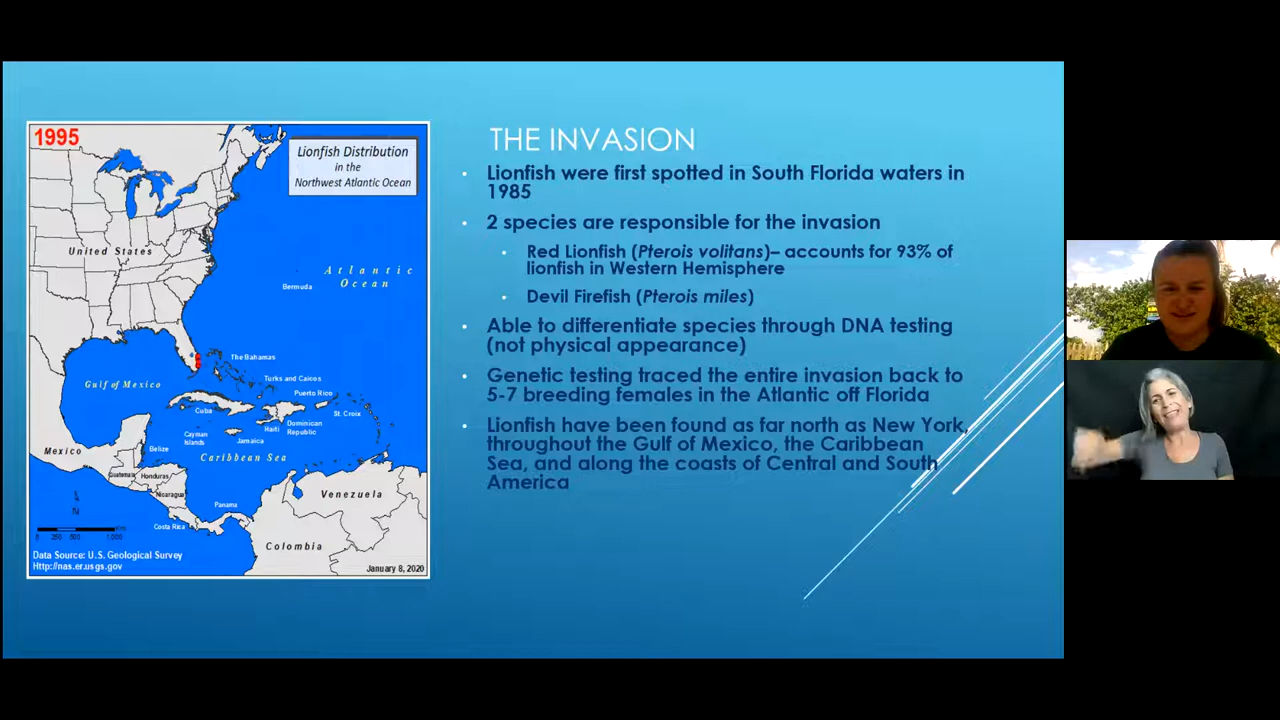 1995
Lionfish Distribution
in the
Northwest Atlantic Ocean
United States
Atlantic
Ocean
Bermuda
The Bahamas
Gulf of Mexico
Turks and Caicos
Puerto Rico
Cuba
St. Croix
Dominican
Republic
Haiti
Cayman
Islands
Jamaica
Mexico
Belize
Caribbean Sea
Guatemala
Honduras
Nicaragua
Venezuela
Panama
N
Costa Rica
Km
0 250 500 1,000
Colombia
Data Source: U.S. Geological Survey
Http://nas.er.usgs.gov
January 8, 2020
THE INVASION
• Lionfish were first spotted in South Florida waters in
1985
• 2 species are responsible for the invasion
• Red Lionfish (Pterois volitans)– accounts for 93% of
lionfish in Western Hemisphere
• Devil Firefish (Pterois miles)
• Able to differentiate species through DNA testing
(not physical appearance)
• Genetic testing traced the entire invasion back to
5-7 breeding females in the Atlantic off Florida
• Lionfish have been found as far north as New York,
throughout the Gulf of Mexico, the Caribbean
Sea, and along the coasts of Central and South
America